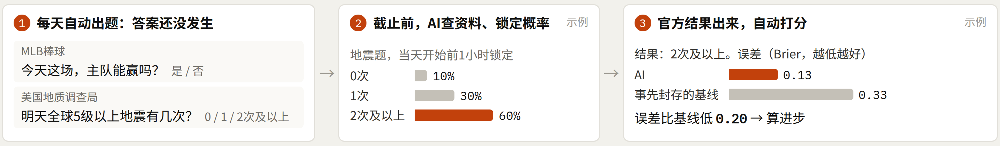 1 每天自动出题：答案还没发生
MLB棒球
今天这场，主队能赢吗？ 是 / 否
美国地质调查局
明天全球5级以上地震有几次？ 0 / 1 / 2次及以上
→
2 截止前，AI查资料、锁定概率 示例
地震题，当天开始前1小时锁定
0次 10%
1次 30%
2次及以上 60%
→
3 官方结果出来，自动打分 示例
结果：2次及以上。误差（Brier，越低越好）
AI 0.13
事先封存的基线 0.33
误差比基线低 0.20 → 算进步